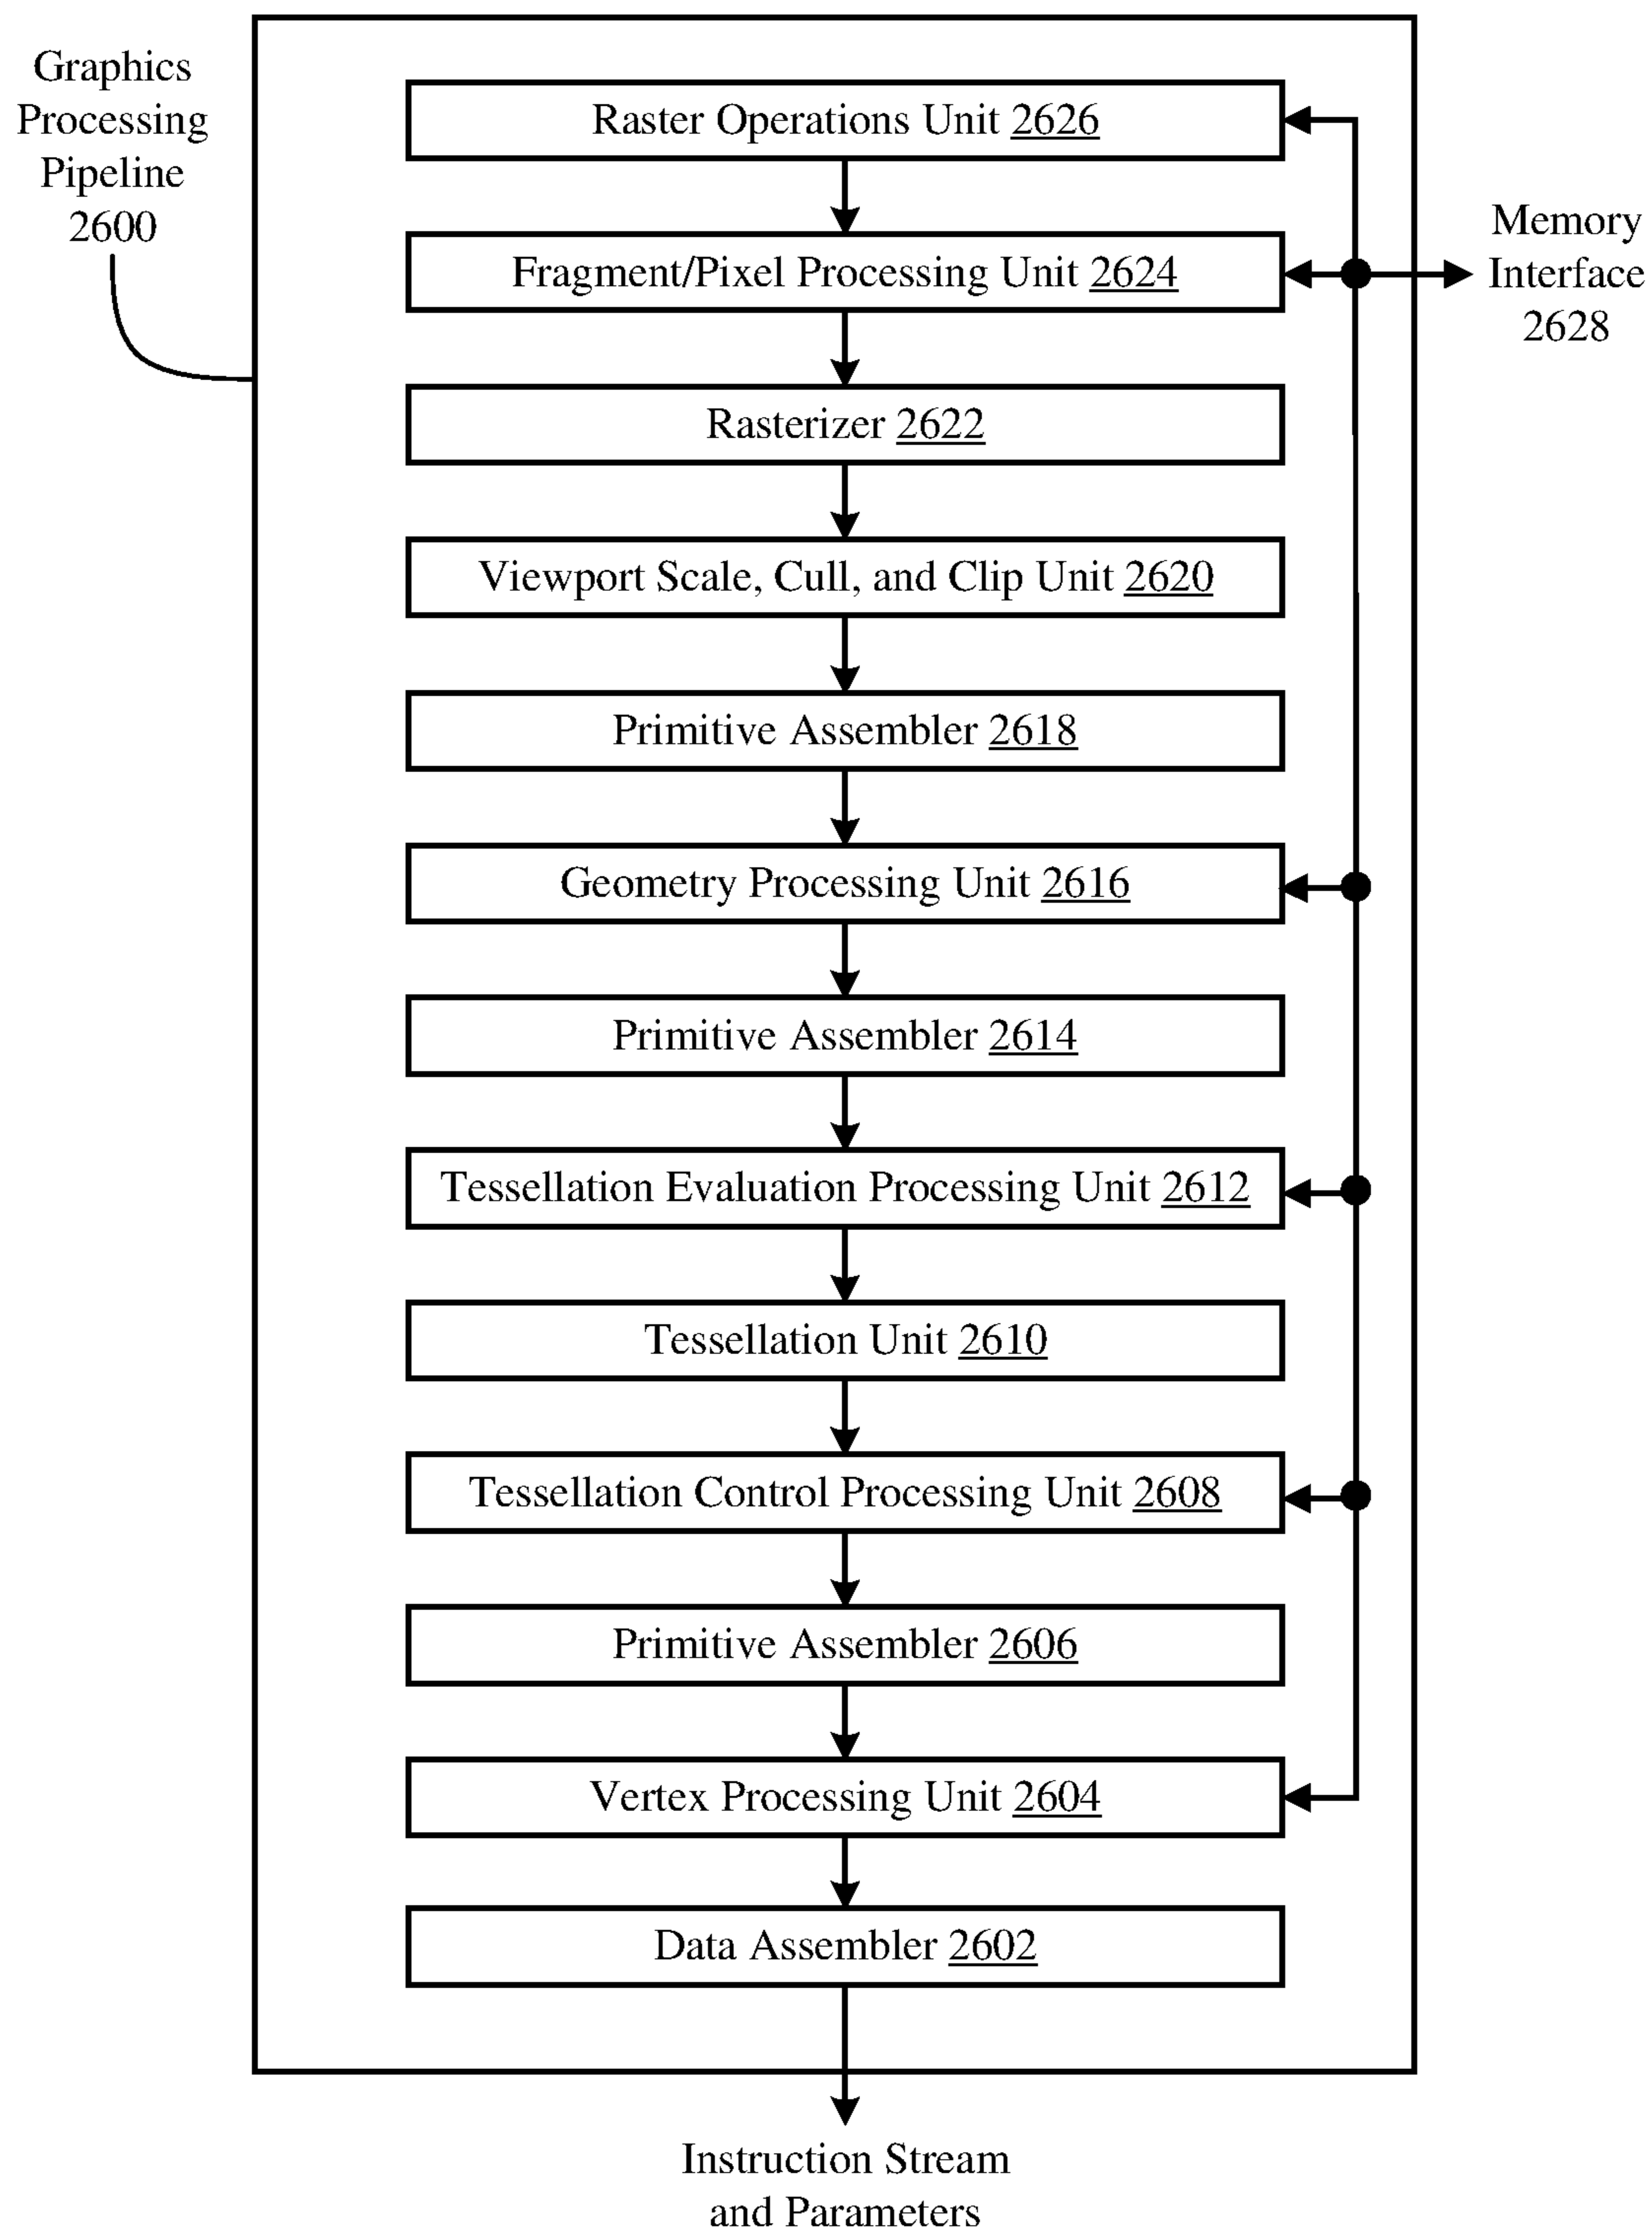 Graphics
Processing
Pipeline
2600
Raster Operations Unit 2626
Fragment/Pixel Processing Unit 2624
Memory
Interface
2628
Rasterizer 2622
Viewport Scale, Cull, and Clip Unit 2620
Primitive Assembler 2618
Geometry Processing Unit 2616
Primitive Assembler 2614
Tessellation Evaluation Processing Unit 2612
Tessellation Unit 2610
Tessellation Control Processing Unit 2608
Primitive Assembler 2606
Vertex Processing Unit 2604
Data Assembler 2602
Instruction Stream
and Parameters